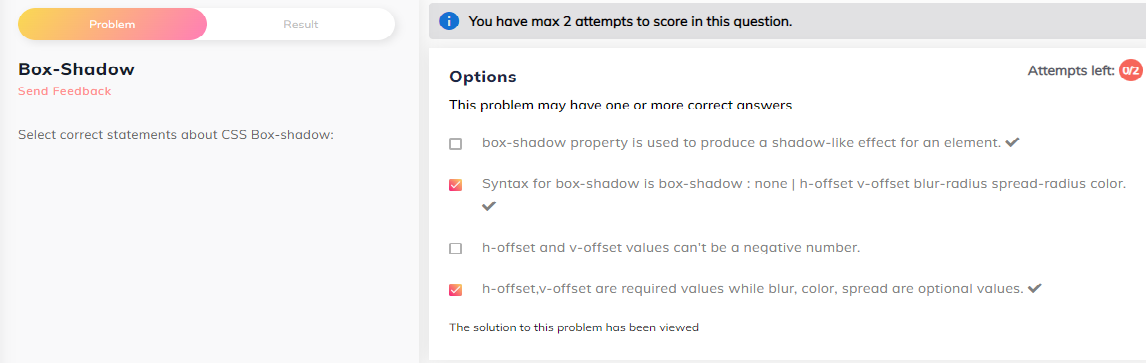 Problem
Result
Box-Shadow
Send Feedback
Select correct statements about CSS Box-shadow:
You have max 2 attempts to score in this question.
Options
Attempts left: 0/2
This problem may have one or more correct answers
box-shadow property is used to produce a shadow-like effect for an element.
Syntax for box-shadow is box-shadow : none | h-offset v-offset blur-radius spread-radius color.
h-offset and v-offset values can't be a negative number.
h-offset,v-offset are required values while blur, color, spread are optional values.
The solution to this problem has been viewed